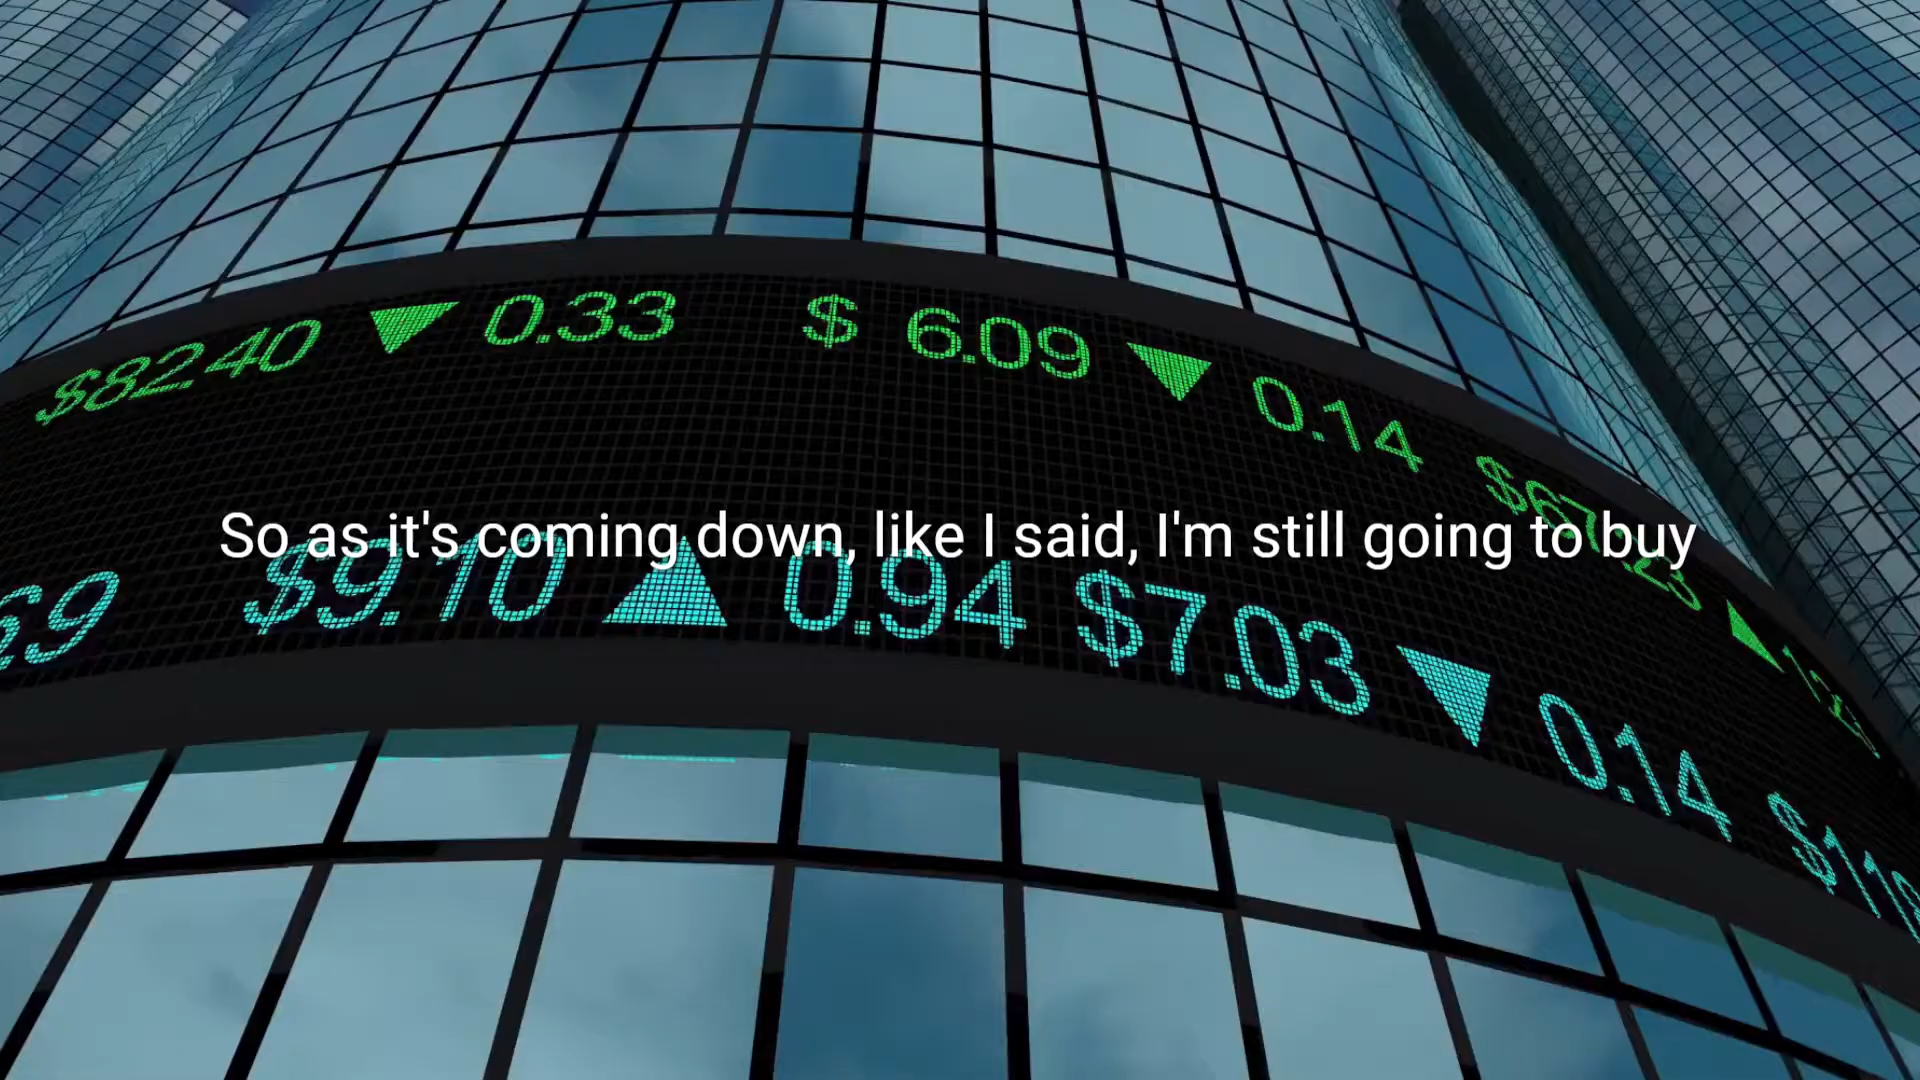 $82.40 ▼ 0.33 $ 6.09 ▼ 0.14
So as it's coming down, like I said, I'm still going to buy
69 $9.10 ▲ 0.94 $7.03 ▼ 0.14